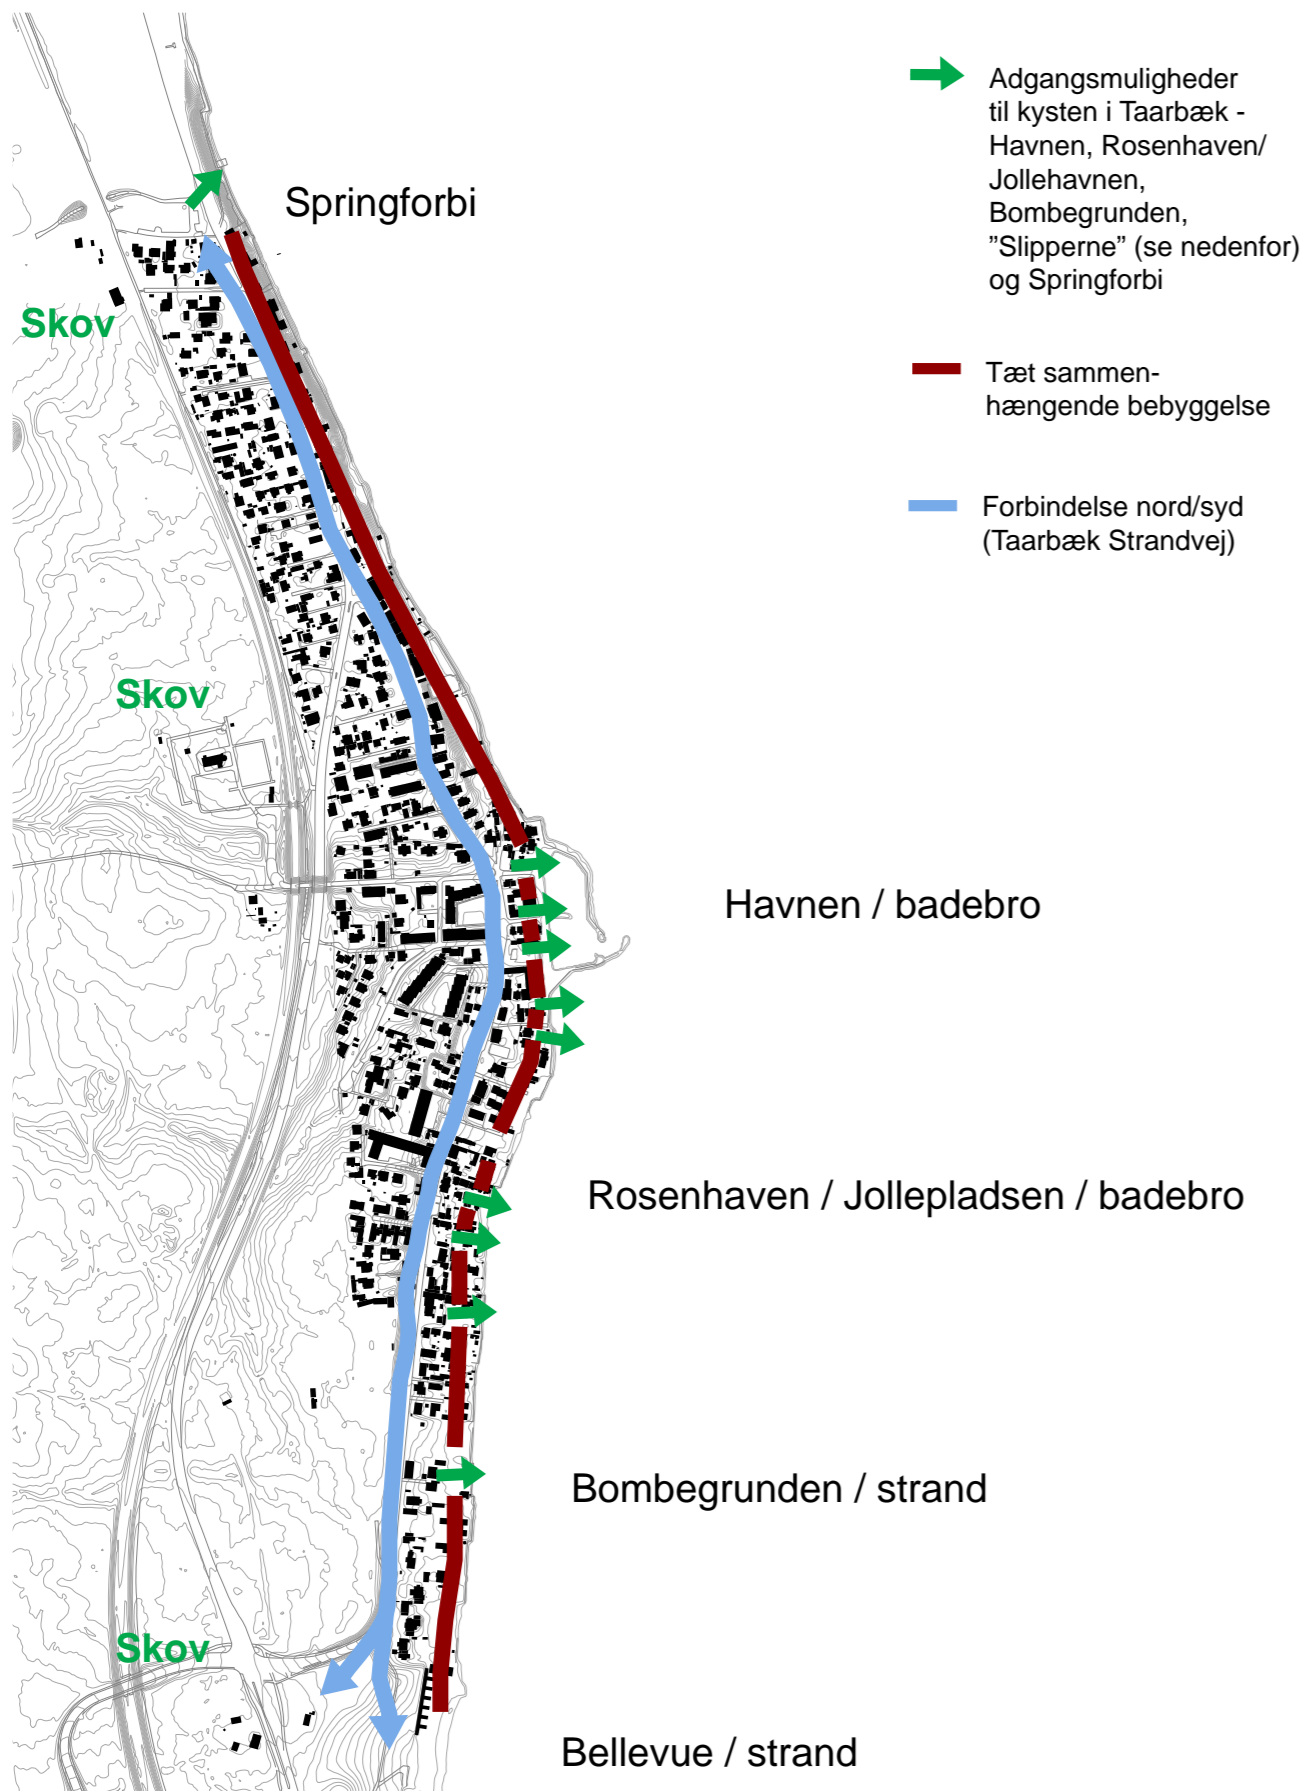 Adgangsmuligheder
til kysten i Taarbæk -
Havnen, Rosenhaven/
Jollehavnen,
Bombegrunden,
”Slipperne” (se nedenfor)
og Springforbi
Tæt sammen-
hængende bebyggelse
Forbindelse nord/syd
(Taarbæk Strandvej)
Springforbi
Skov
Skov
Havnen / badebro
Rosenhaven / Jollepladsen / badebro
Bombegrunden / strand
Skov
Bellevue / strand